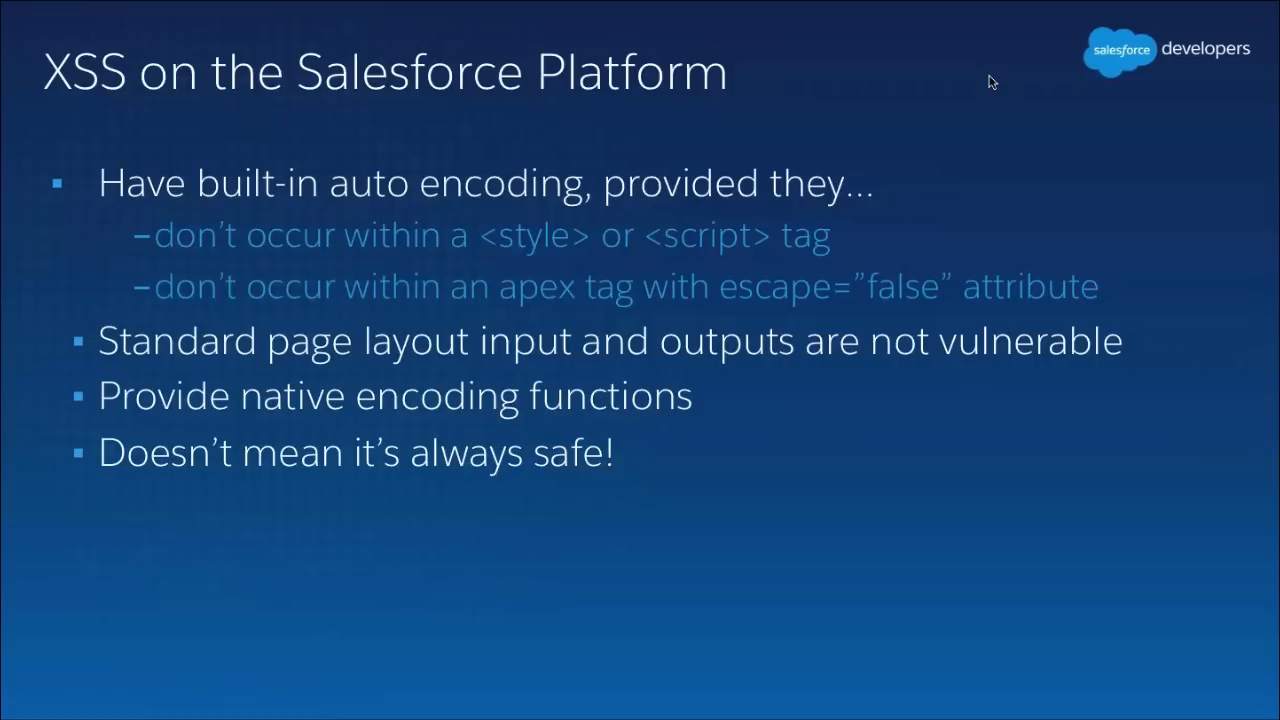 XSS on the Salesforce Platform
salesforce developers
▪ Have built-in auto encoding, provided they...
–don't occur within a <style> or <script> tag
–don't occur within an apex tag with escape=”false” attribute
▪ Standard page layout input and outputs are not vulnerable
▪ Provide native encoding functions
▪ Doesn’t mean it’s always safe!